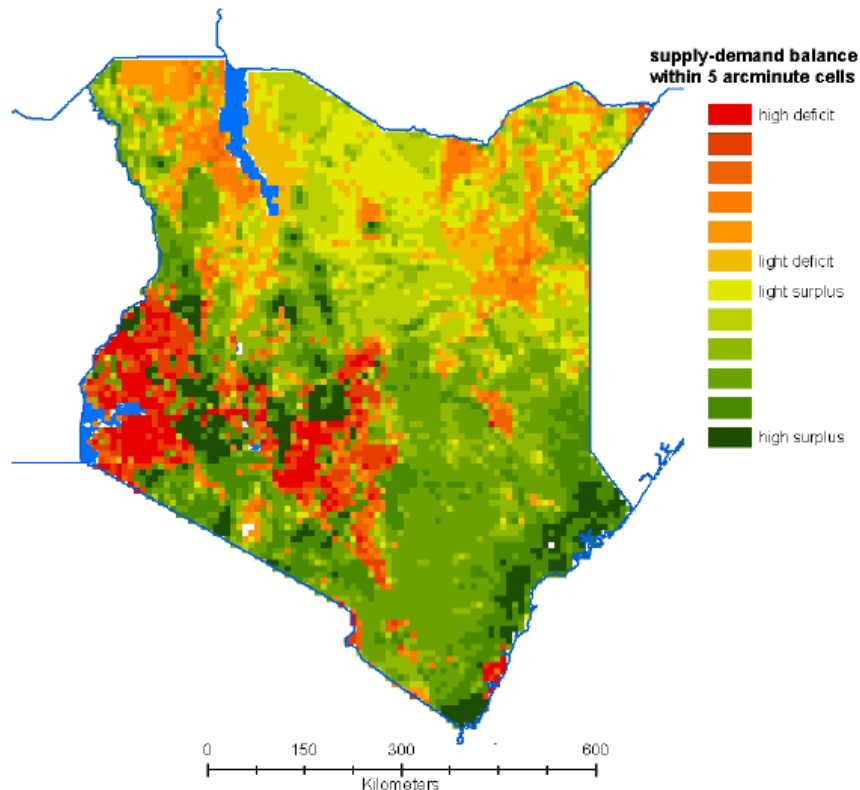 supply-demand balance
within 5 arcminute cells
high deficit
light deficit
light surplus
high surplus
0 150 300 600
Kilometers